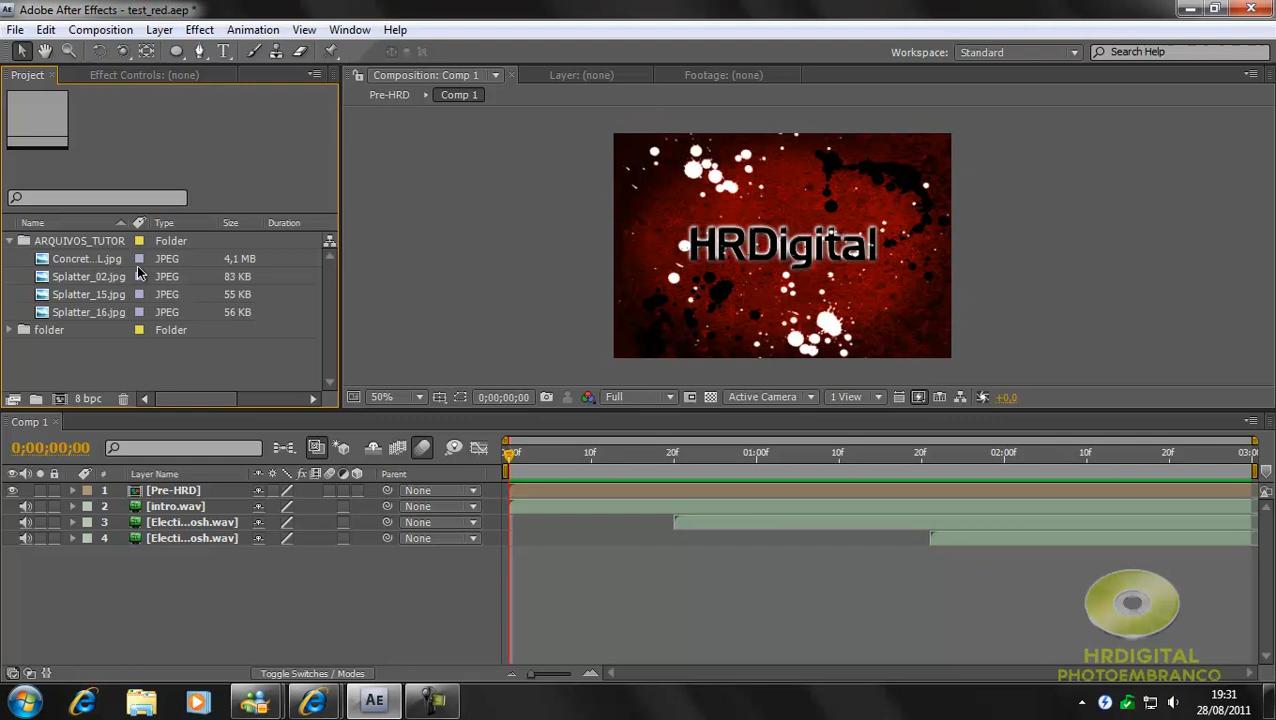 Adobe After Effects - test_red.aep *
File Edit Composition Layer Effect Animation View Window Help
Workspace: Standard Search Help
Project Effect Controls: (none) Composition: Comp 1 Layer: (none) Footage: (none)
Pre-HRD Comp 1
HRDigital
Name Type Size Duration
ARQUIVOS_TUTOR Folder
Concret...L.jpg JPEG 4,1 MB
Splatter_02.jpg JPEG 83 KB
Splatter_15.jpg JPEG 55 KB
Splatter_16.jpg JPEG 56 KB
folder Folder
8 bpc 50% 0;00;00;00 Full Active Camera 1 View +0,0
Comp 1
0;00;00;00
10f 20f 01:00f 10f 20f 02:00f 10f 20f
# Layer Name Parent
1 [Pre-HRD] None
2 [intro.wav] None
3 [Electi...osh.wav] None
4 [Electi...osh.wav] None
HRDIGITAL
PHOTOEMBRANCO
Toggle Switches / Modes
Ae
19:31
28/08/2011